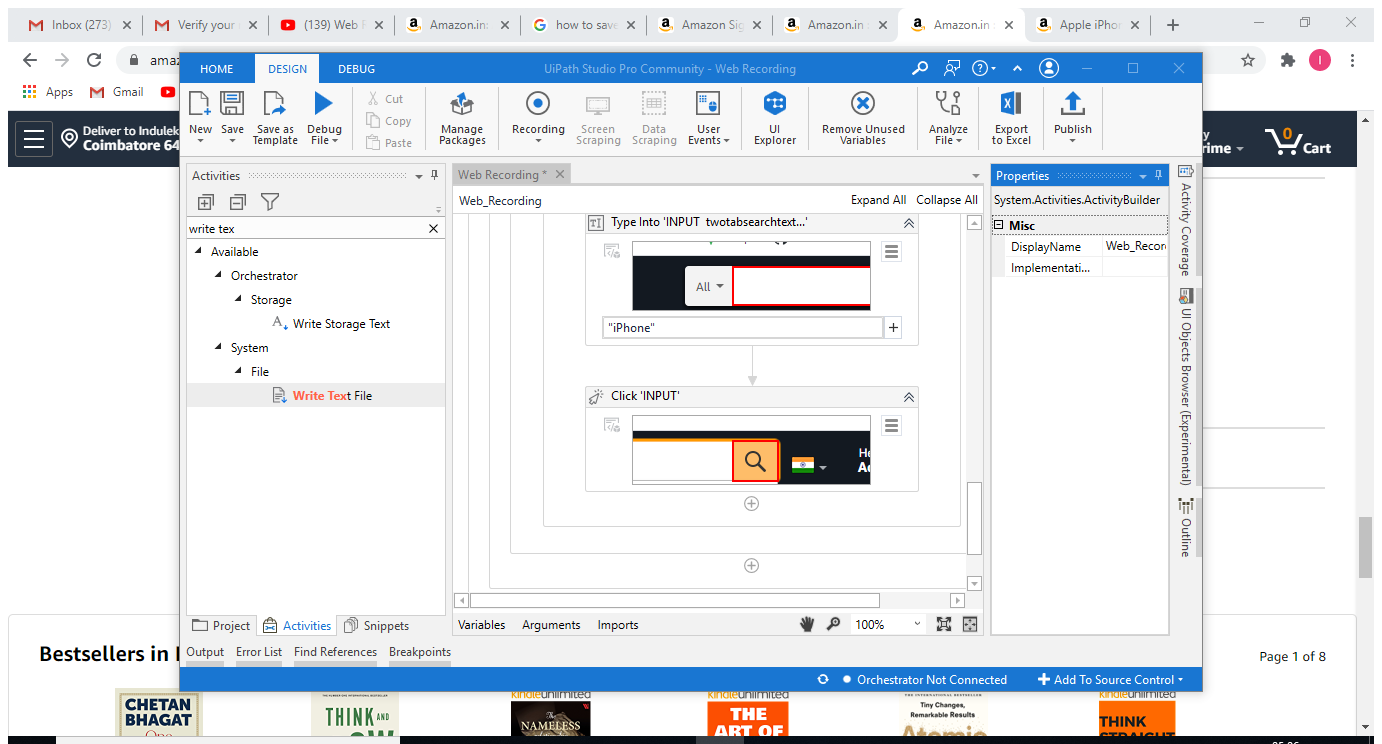 Inbox (273)
Verify your
(139) Web
Amazon.in:
how to save
Amazon Sig
Amazon.in
Amazon.in
Apple iPho
amaz
Apps
Gmail
Deliver to Indulek
Coimbatore 64
rime
0
Cart
HOME
DESIGN
DEBUG
UiPath Studio Pro Community - Web Recording
New
Save
Save as
Template
Debug
File
Cut
Copy
Paste
Manage
Packages
Recording
Screen
Scraping
Data
Scraping
User
Events
UI
Explorer
Remove Unused
Variables
Analyze
File
Export
to Excel
Publish
Activities
write tex
Available
Orchestrator
Storage
Write Storage Text
System
File
Write Text File
Project
Activities
Snippets
Web Recording *
Web_Recording
Expand All
Collapse All
Type Into 'INPUT twotabsearchtext...'
All
"iPhone"
Click 'INPUT'
He
Variables
Arguments
Imports
100%
Properties
System.Activities.ActivityBuilder
Misc
DisplayName
Web_Recor
Implementati...
Activity Coverage
UI Objects Browser (Experimental)
Outline
Output
Error List
Find References
Breakpoints
Orchestrator Not Connected
Add To Source Control
Bestsellers in
Page 1 of 8
CHETAN
BHAGAT
One
THINK AND
kindleunlimited
The
NAMELESS
kindleunlimited
THE
ART OF
Tiny Changes,
Remarkable Results
Atomic
kindleunlimited
THINK
STRAIGHT